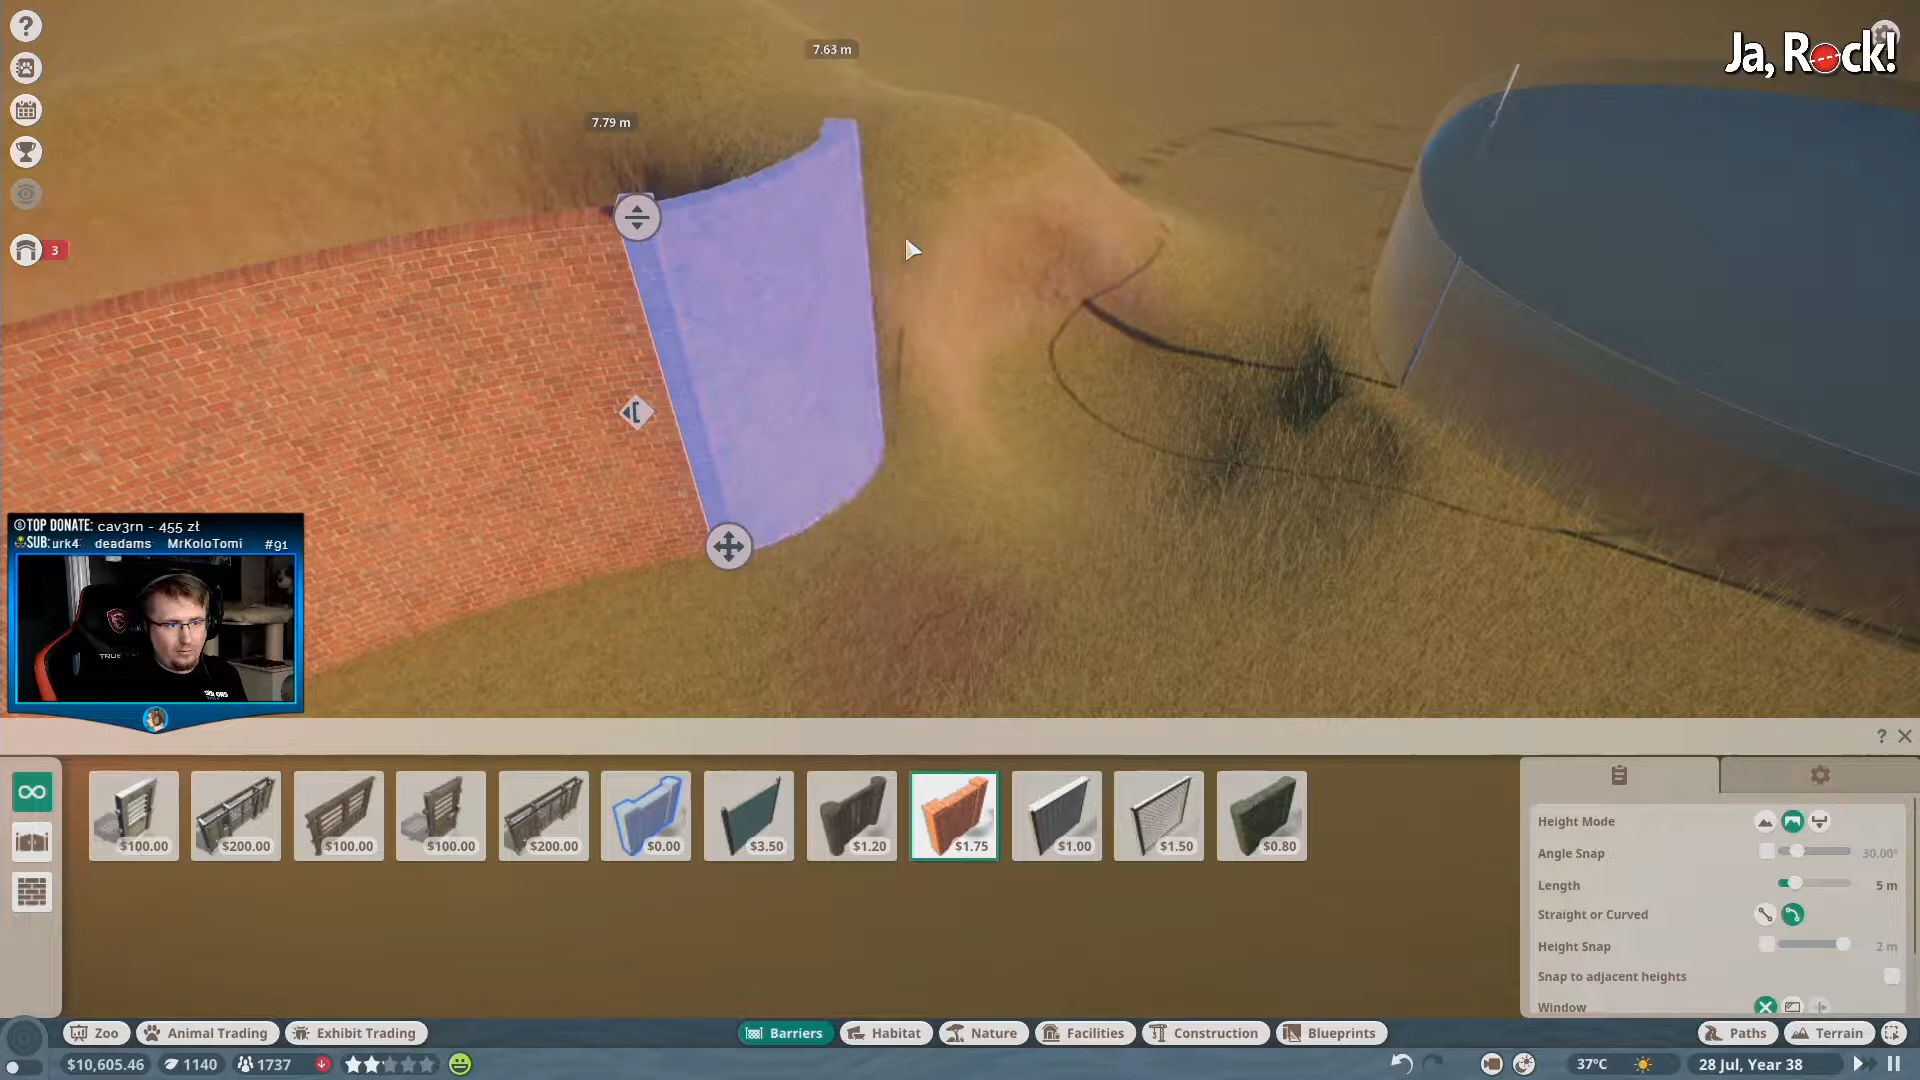 7.63 m
Ja, Rock!
7.79 m
3
TOP DONATE: cav3rn - 455 zł
SUB: urk4 deadams MrKoloTomi #91
$100.00
$200.00
$100.00
$100.00
$200.00
$0.00
$3.50
$1.20
$1.75
$1.00
$1.50
$0.80
Height Mode
Angle Snap 30.00°
Length 5 m
Straight or Curved
Height Snap 2 m
Snap to adjacent heights
Window
Zoo
Animal Trading
Exhibit Trading
Barriers
Habitat
Nature
Facilities
Construction
Blueprints
Paths
Terrain
$10,605.46
1140
1737
37°C
28 Jul, Year 38